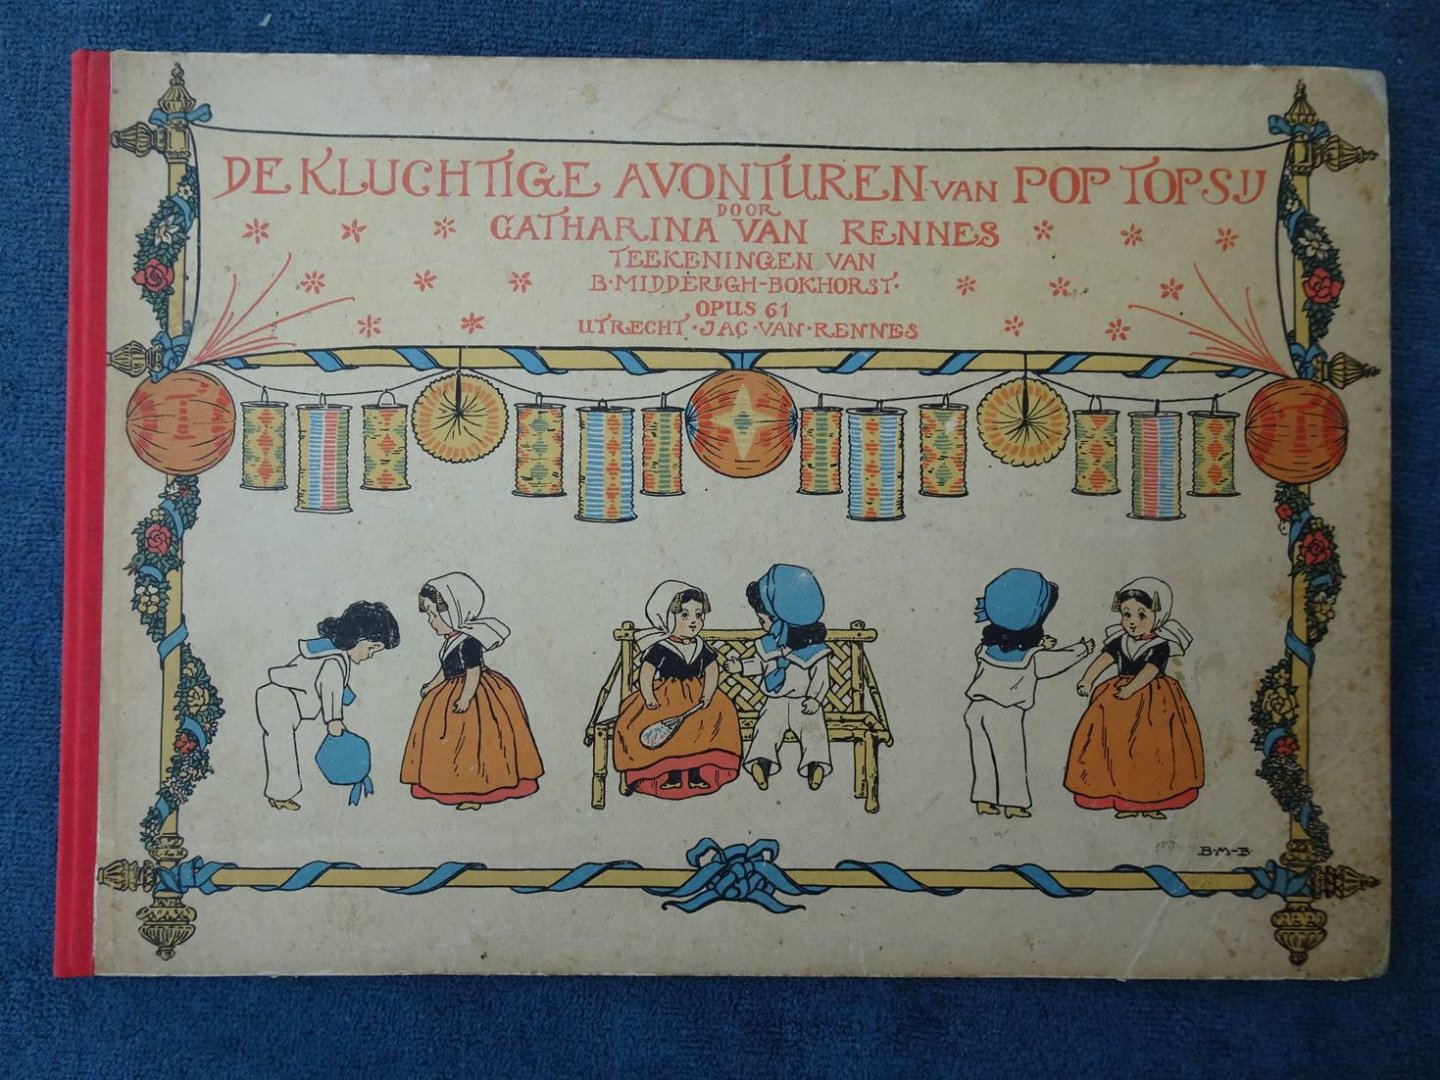 DE KLUCHTIGE AVONTUREN VAN POP TOPSIJ
DOOR
CATHARINA VAN RENNES
TEEKENINGEN VAN
B·MIDDERIGH-BOKHORST·
OPUS 61
UTRECHT·JAC·VAN·RENNES
B·M-B·